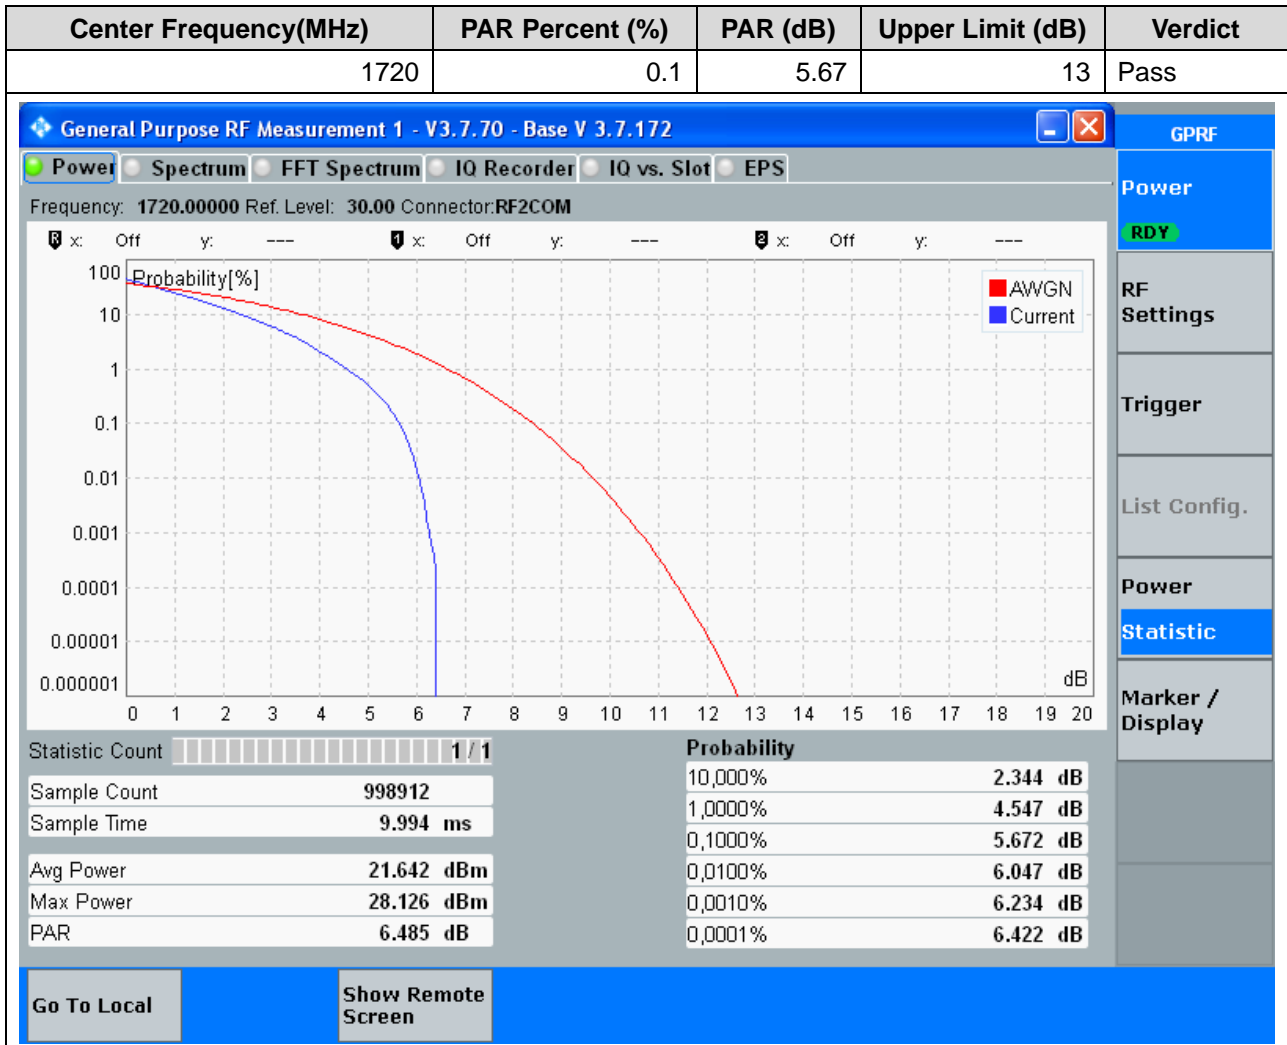 Center Frequency(MHz) PAR Percent (%) PAR (dB) Upper Limit (dB) Verdict
1720 0.1 5.67 13 Pass
General Purpose RF Measurement 1 - V3.7.70 - Base V 3.7.172
GPRF
Power Spectrum FFT Spectrum IQ Recorder IQ vs. Slot EPS
Power
RDY
Frequency: 1720.00000 Ref. Level: 30.00 Connector:RF2COM
R x: Off y: --- 1 x: Off y: --- 2 x: Off y: ---
Probability[%]
AWGN
Current
100
10
1
0.1
0.01
0.001
0.0001
0.00001
0.000001
dB
0 1 2 3 4 5 6 7 8 9 10 11 12 13 14 15 16 17 18 19 20
RF
Settings
Trigger
List Config.
Power
Statistic
Marker /
Display
Statistic Count 1 / 1
Sample Count 998912
Sample Time 9.994 ms
Avg Power 21.642 dBm
Max Power 28.126 dBm
PAR 6.485 dB
Probability
10,000% 2.344 dB
1,0000% 4.547 dB
0,1000% 5.672 dB
0,0100% 6.047 dB
0,0010% 6.234 dB
0,0001% 6.422 dB
Go To Local
Show Remote
Screen